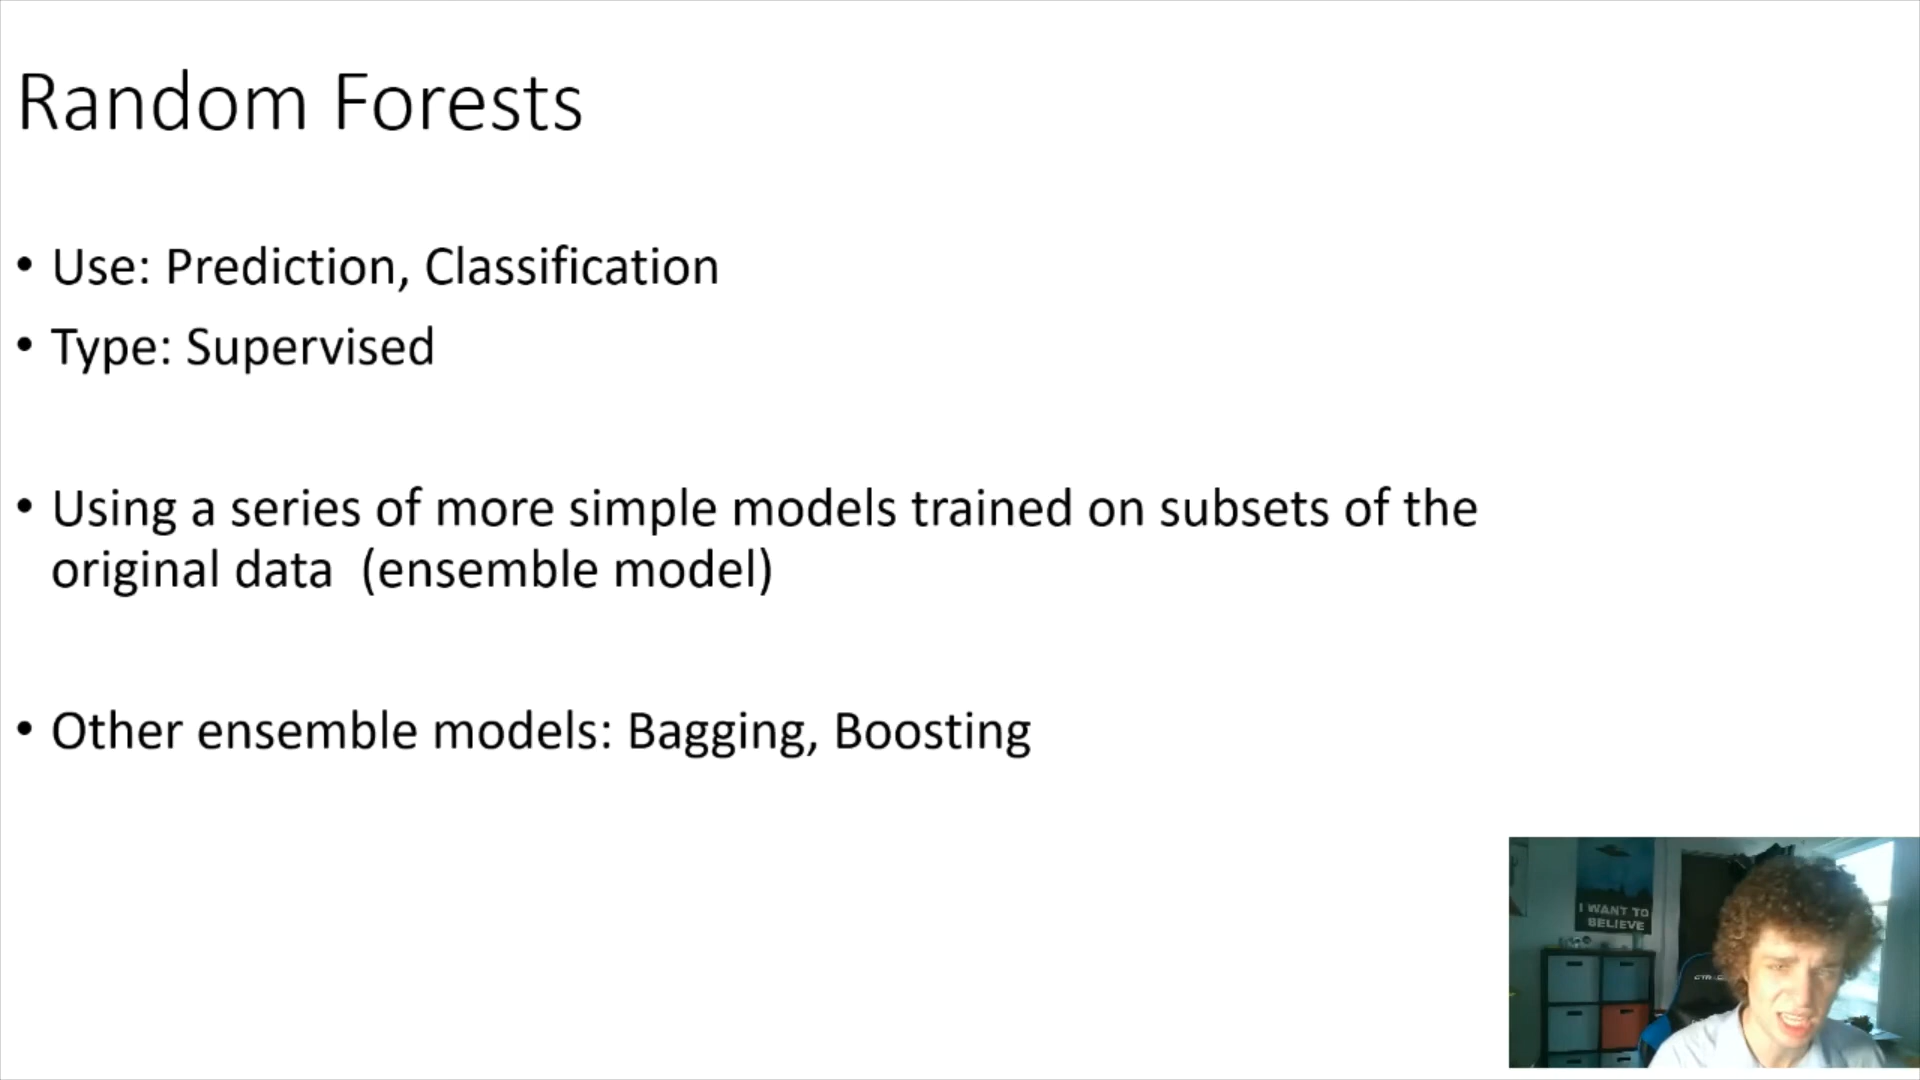 Random Forests
• Use: Prediction, Classification
• Type: Supervised
• Using a series of more simple models trained on subsets of the
original data (ensemble model)
• Other ensemble models: Bagging, Boosting
I WANT TO
BELIEVE